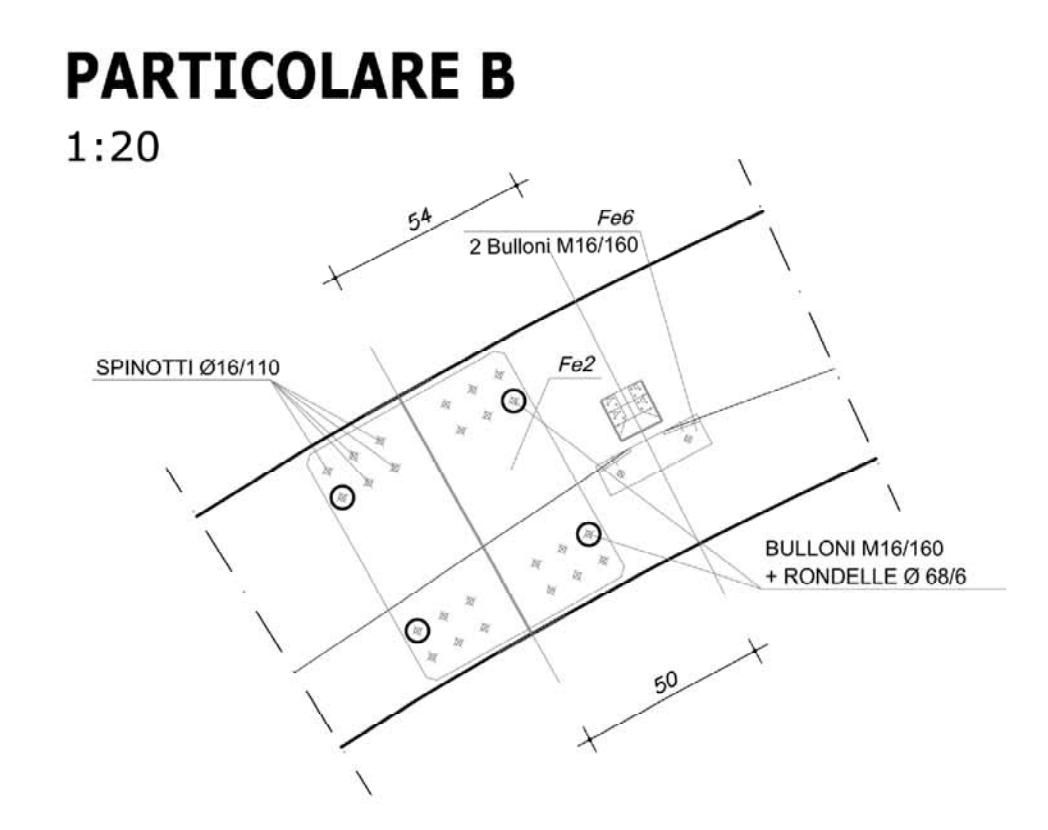 PARTICOLARE B
1:20
54
Fe6
2 Bulloni M16/160
SPINOTTI Ø16/110
Fe2
BULLONI M16/160
+ RONDELLE Ø 68/6
50